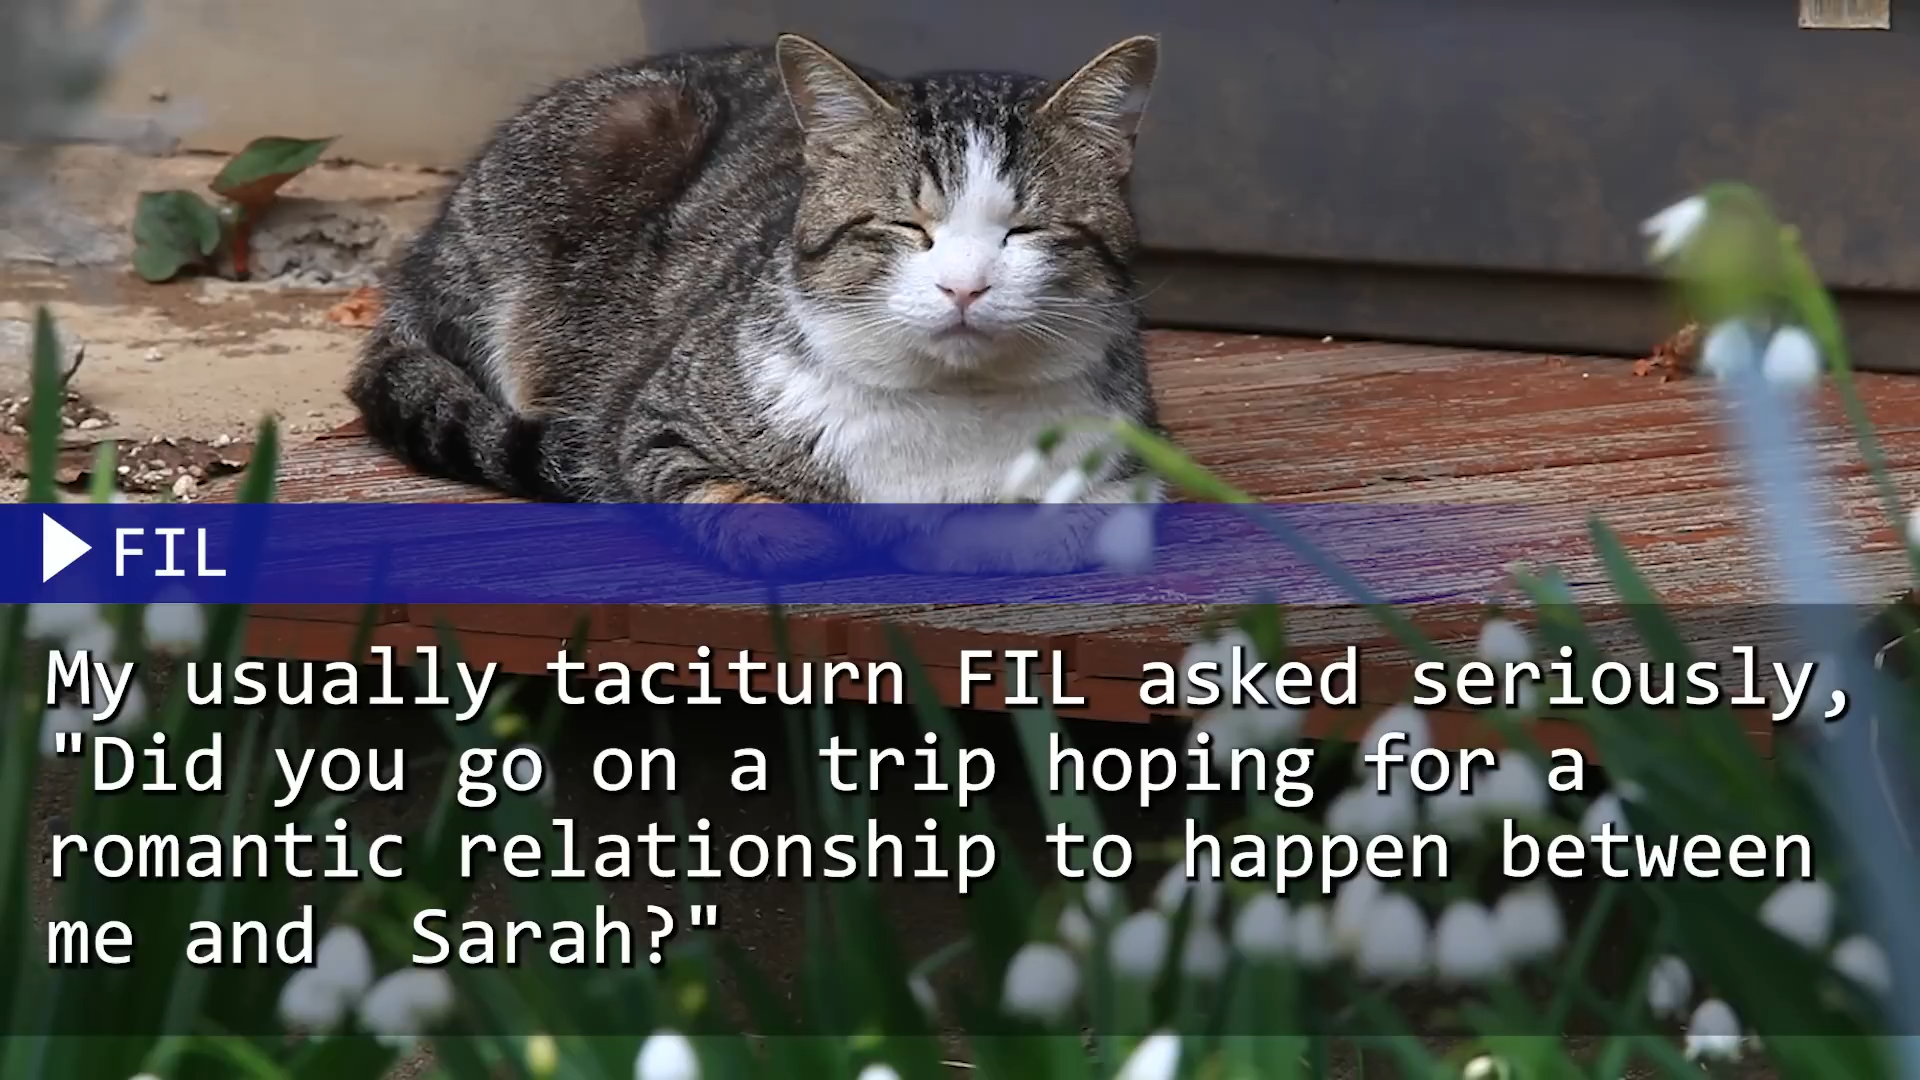 FIL
My usually taciturn FIL asked seriously,
"Did you go on a trip hoping for a
romantic relationship to happen between
me and  Sarah?"